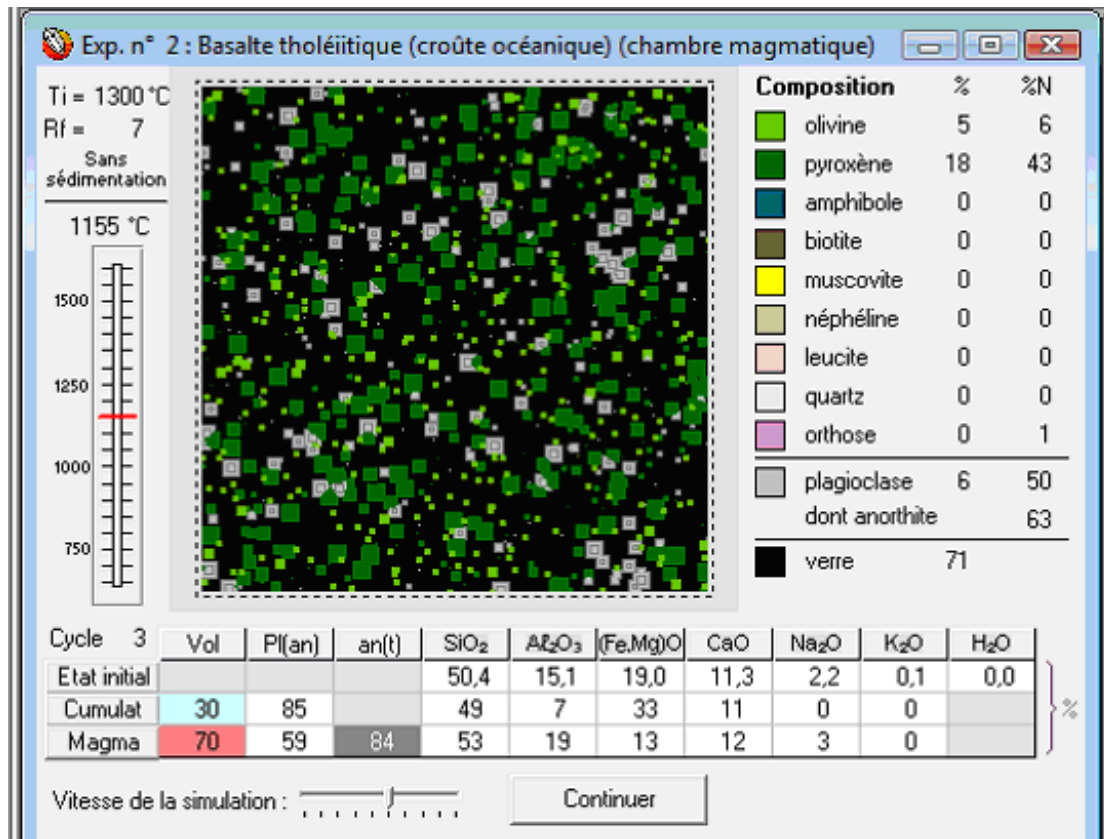 Exp. n° 2 : Basalte tholéiitique (croûte océanique) (chambre magmatique)
Ti = 1300 °C
Rf = 7
Sans
sédimentation
1155 °C
1500
1250
1000
750
Composition % %N
olivine 5 6
pyroxène 18 43
amphibole 0 0
biotite 0 0
muscovite 0 0
néphéline 0 0
leucite 0 0
quartz 0 0
orthose 0 1
plagioclase 6 50
dont anorthite 63
verre 71
Cycle 3 Vol Pl(an) an(t) SiO₂ Aℓ₂O₃ (Fe,Mg)O CaO Na₂O K₂O H₂O
Etat initial 50,4 15,1 19,0 11,3 2,2 0,1 0,0
Cumulat 30 85 49 7 33 11 0 0
Magma 70 59 84 53 19 13 12 3 0
%
Vitesse de la simulation : Continuer